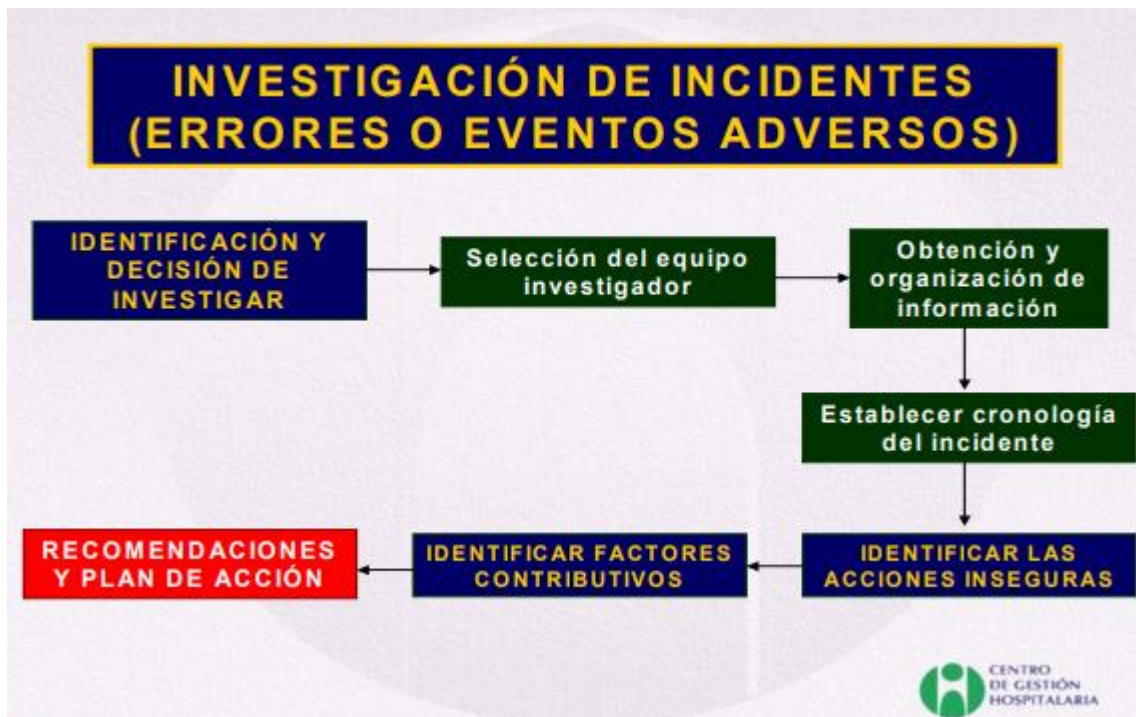 INVESTIGACIÓN DE INCIDENTES
(ERRORES O EVENTOS ADVERSOS)
IDENTIFICACIÓN Y
DECISIÓN DE
INVESTIGAR
Selección del equipo
investigador
Obtención y
organización de
información
Establecer cronología
del incidente
IDENTIFICAR LAS
ACCIONES INSEGURAS
IDENTIFICAR FACTORES
CONTRIBUTIVOS
RECOMENDACIONES
Y PLAN DE ACCIÓN
CENTRO
DE GESTIÓN
HOSPITALARIA